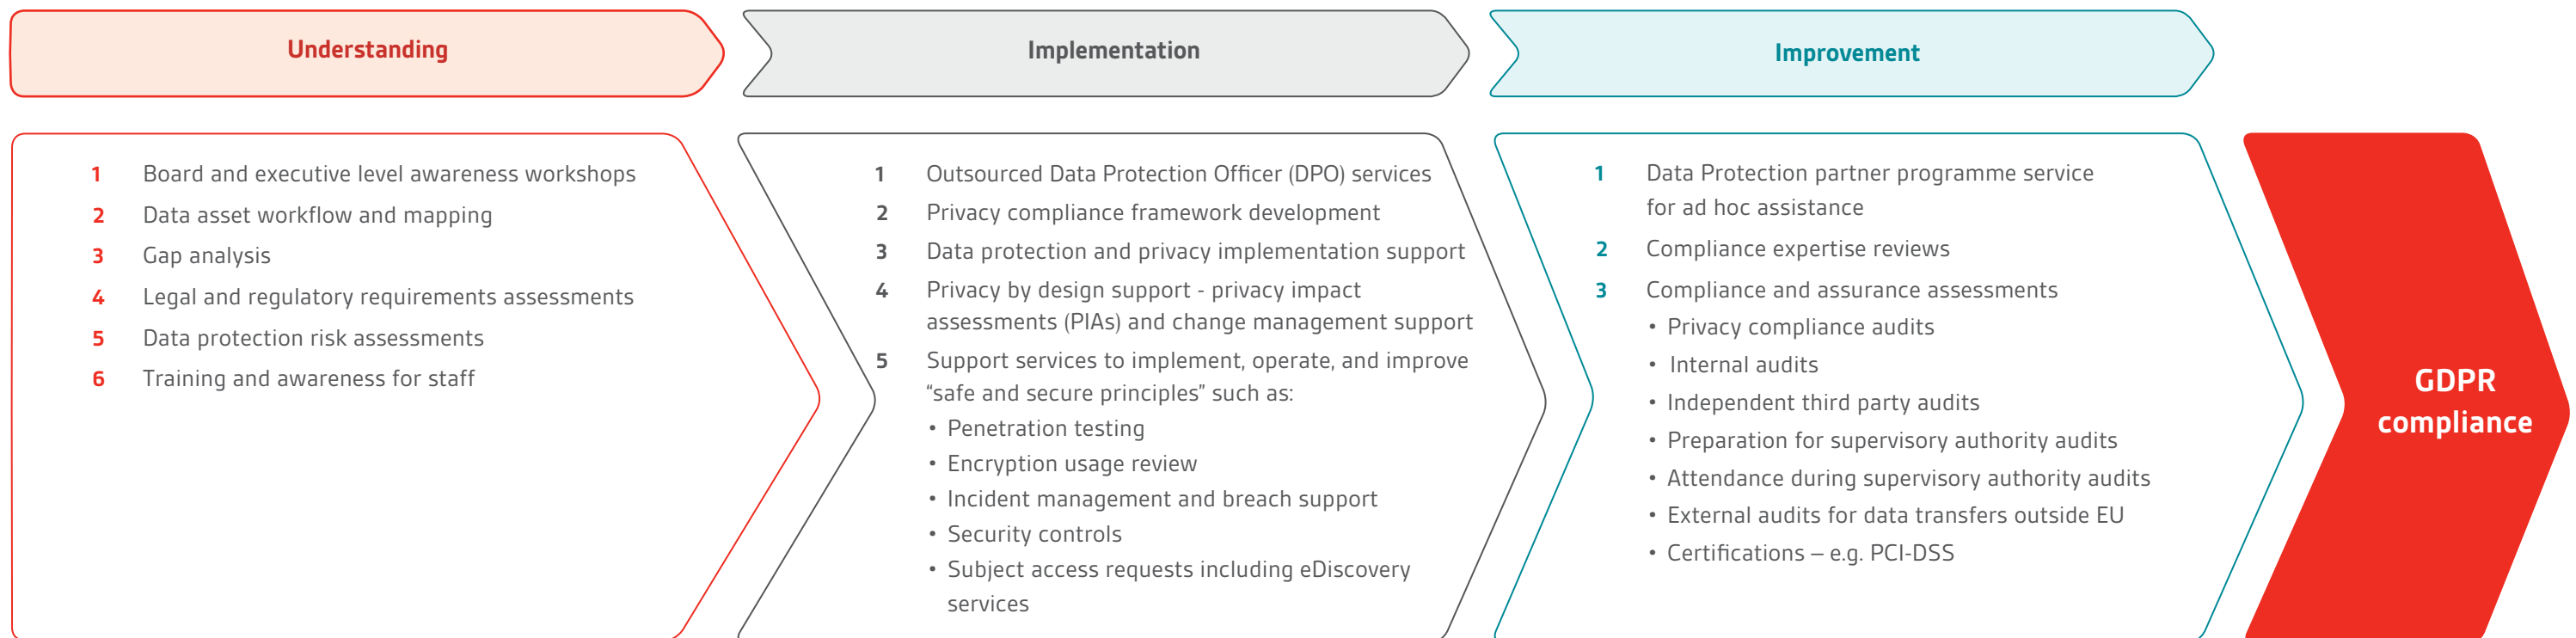 Understanding
Implementation
Improvement
1 Board and executive level awareness workshops
2 Data asset workflow and mapping
3 Gap analysis
4 Legal and regulatory requirements assessments
5 Data protection risk assessments
6 Training and awareness for staff
1 Outsourced Data Protection Officer (DPO) services
2 Privacy compliance framework development
3 Data protection and privacy implementation support
4 Privacy by design support - privacy impact
assessments (PIAs) and change management support
5 Support services to implement, operate, and improve
“safe and secure principles” such as:
• Penetration testing
• Encryption usage review
• Incident management and breach support
• Security controls
• Subject access requests including eDiscovery
services
1 Data Protection partner programme service
for ad hoc assistance
2 Compliance expertise reviews
3 Compliance and assurance assessments
• Privacy compliance audits
• Internal audits
• Independent third party audits
• Preparation for supervisory authority audits
• Attendance during supervisory authority audits
• External audits for data transfers outside EU
• Certifications – e.g. PCI-DSS
GDPR
compliance